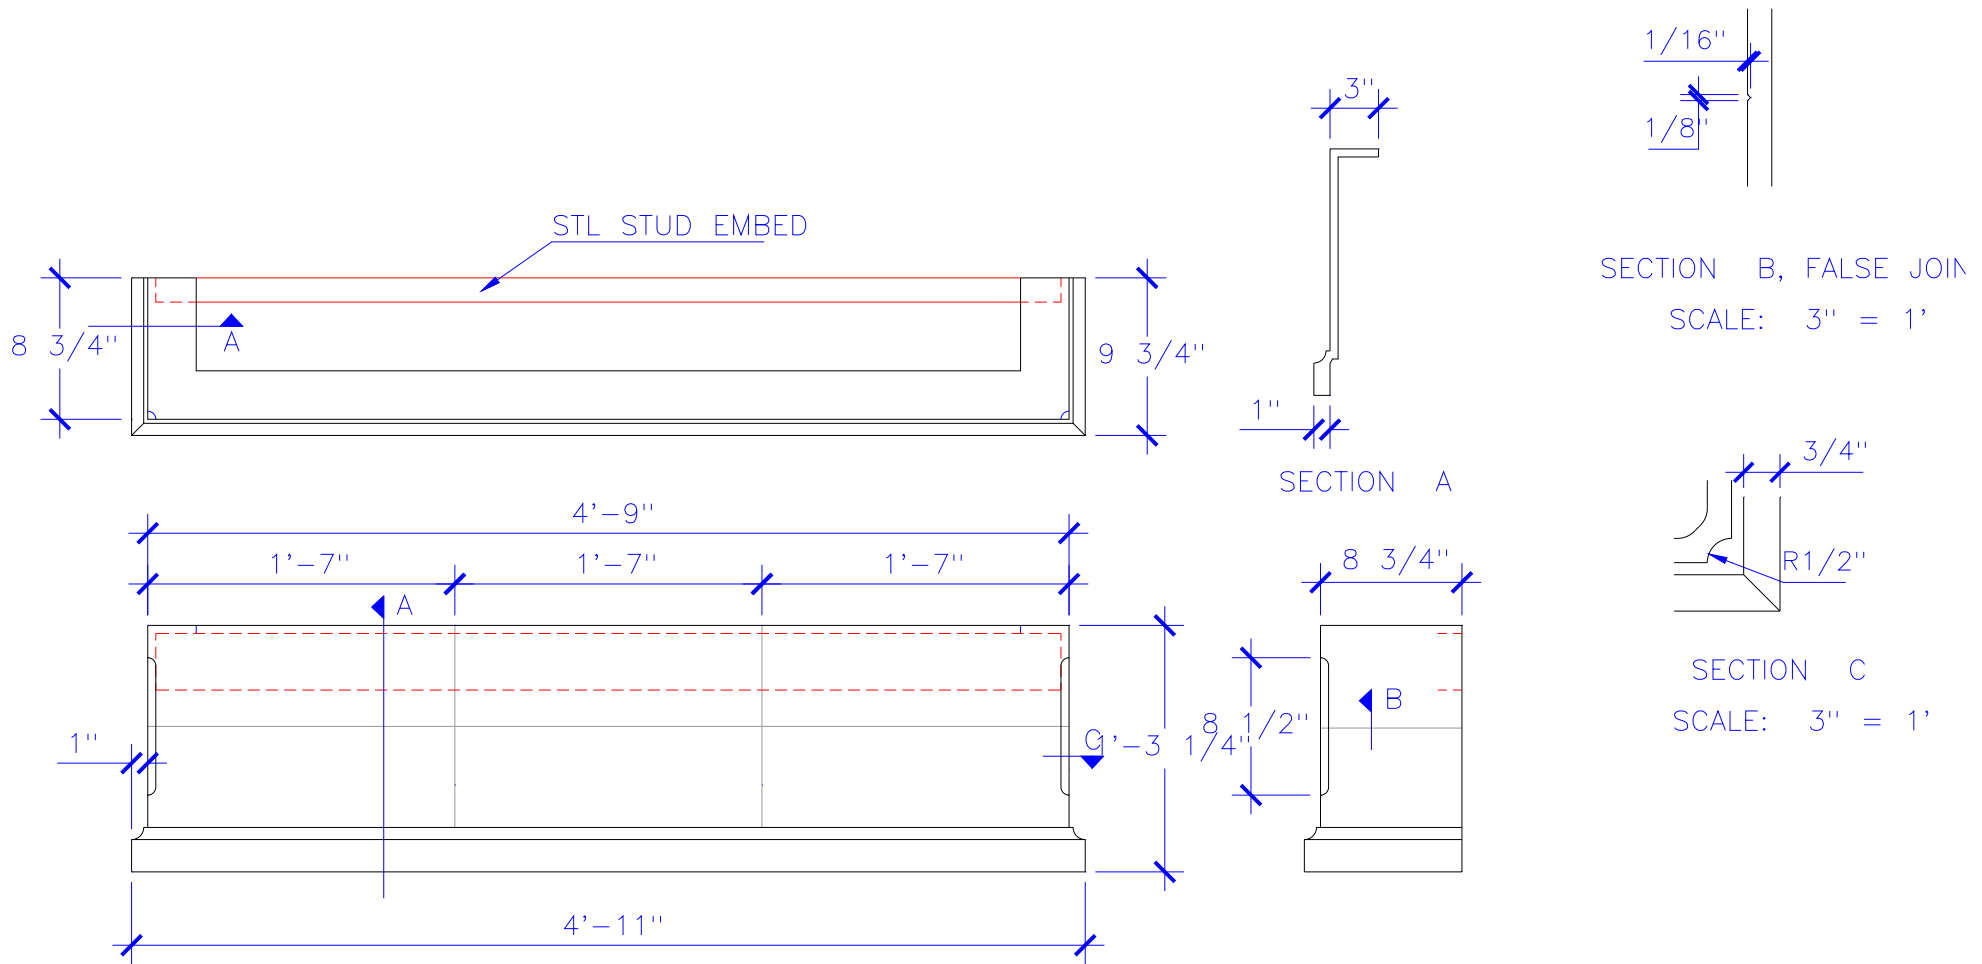 1/16"
3"
1/8"
STL STUD EMBED
SECTION B, FALSE JOIN
SCALE: 3" = 1'
8 3/4"
A
9 3/4"
1"
SECTION A
3/4"
4'-9"
1'-7" 1'-7" 1'-7"
8 3/4"
R1/2"
A
SECTION C
B
SCALE: 3" = 1'
8 1/2"
1"
C
1'-3 1/4"
4'-11"